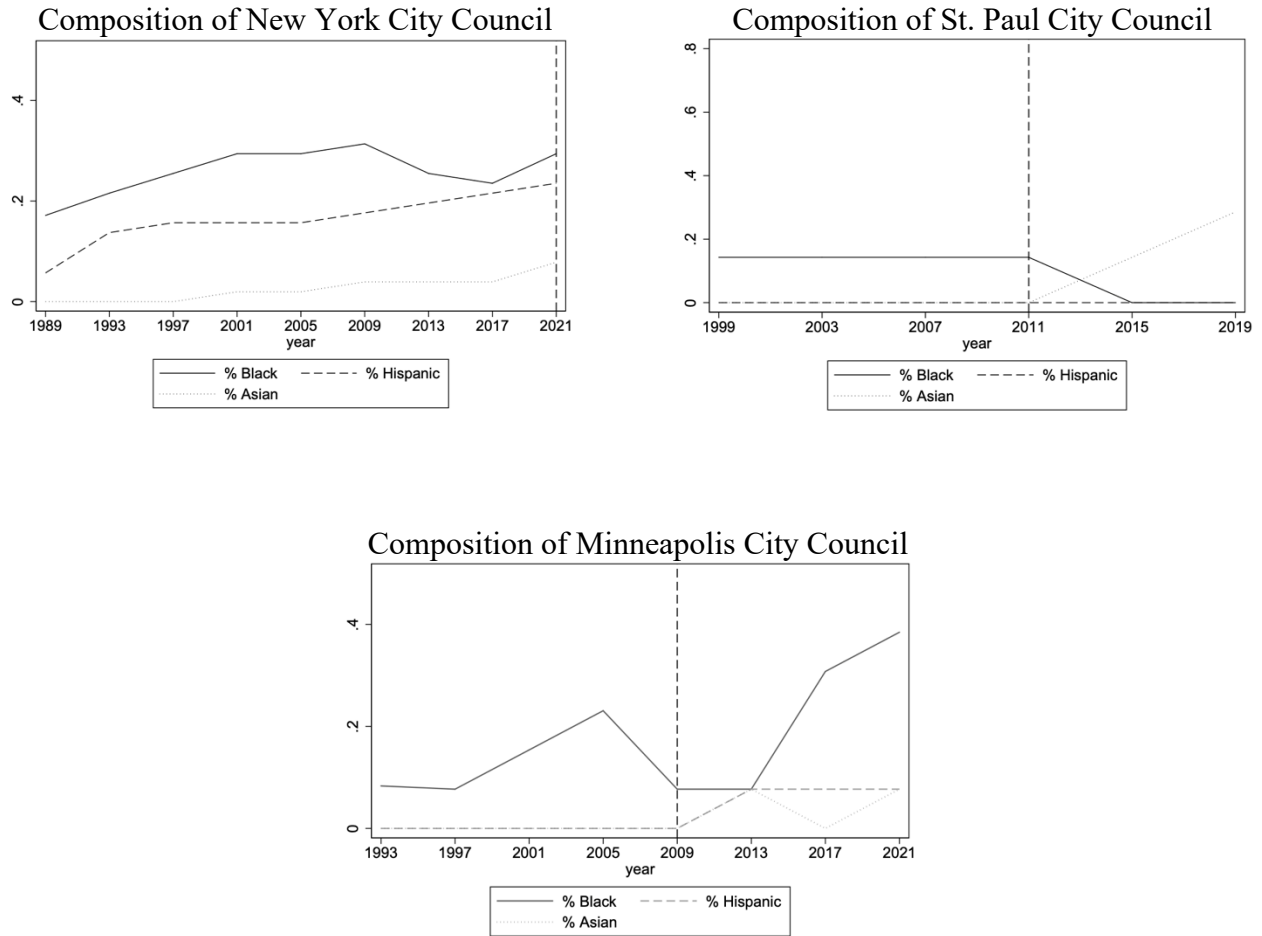 Composition of New York City Council
.4
.2
0
1989 1993 1997 2001 2005 2009 2013 2017 2021
year
% Black % Hispanic
% Asian
Composition of St. Paul City Council
.8
.6
.4
.2
0
1999 2003 2007 2011 2015 2019
year
% Black % Hispanic
% Asian
Composition of Minneapolis City Council
.4
.2
0
1993 1997 2001 2005 2009 2013 2017 2021
year
% Black % Hispanic
% Asian